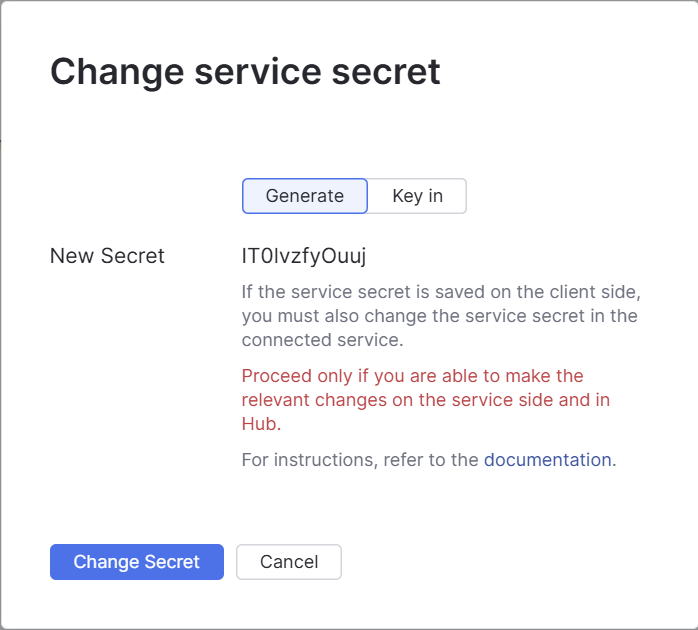 Change service secret
Generate
Key in
New Secret
IT0lvzfyOuuj
If the service secret is saved on the client side,
you must also change the service secret in the
connected service.
Proceed only if you are able to make the
relevant changes on the service side and in
Hub.
For instructions, refer to the documentation.
Change Secret
Cancel